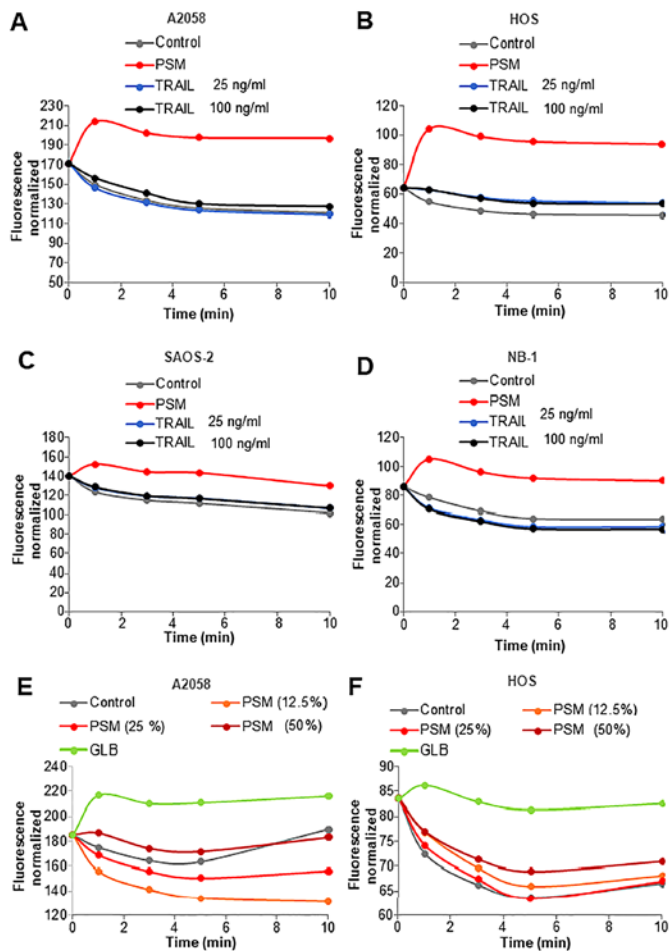 A
A2058
Control
PSM
TRAIL 25 ng/ml
TRAIL 100 ng/ml
Fluorescence normalized
230
210
190
170
150
130
110
90
70
50
0 2 4 6 8 10
Time (min)
B
HOS
Control
PSM
TRAIL 25 ng/ml
TRAIL 100 ng/ml
Fluorescence normalized
120
100
80
60
40
20
0
0 2 4 6 8 10
Time (min)
C
SAOS-2
Control
PSM
TRAIL 25 ng/ml
TRAIL 100 ng/ml
Fluorescence normalized
180
160
140
120
100
80
60
40
20
0
0 2 4 6 8 10
Time (min)
D
NB-1
Control
PSM
TRAIL 25 ng/ml
TRAIL 100 ng/ml
Fluorescence normalized
140
120
100
80
60
40
20
0
0 2 4 6 8 10
Time (min)
E
A2058
Control
PSM (12.5%)
PSM (25 %)
PSM (50%)
GLB
Fluorescence normalized
240
220
200
180
160
140
120
0 2 4 6 8 10
Time (min)
F
HOS
Control
PSM (12.5%)
PSM (25%)
PSM (50%)
GLB
Fluorescence normalized
90
85
80
75
70
65
60
0 2 4 6 8 10
Time (min)